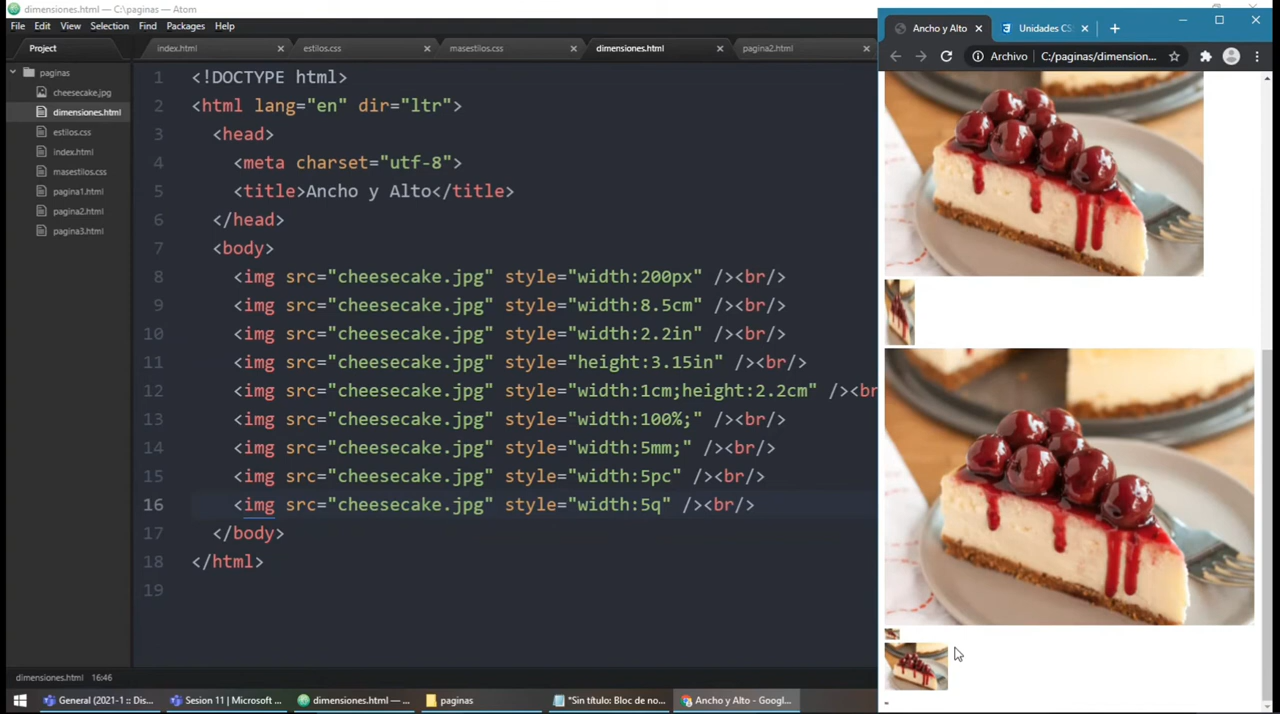 dimensiones.html — C:\paginas — Atom
File Edit View Selection Find Packages Help
Project
index.html
estilos.css
masestilos.css
dimensiones.html
pagina2.html
paginas
cheesecake.jpg
dimensiones.html
estilos.css
index.html
masestilos.css
pagina1.html
pagina2.html
pagina3.html
1 <!DOCTYPE html>
2 <html lang="en" dir="ltr">
3 <head>
4 <meta charset="utf-8">
5 <title>Ancho y Alto</title>
6 </head>
7 <body>
8 <img src="cheesecake.jpg" style="width:200px" /><br/>
9 <img src="cheesecake.jpg" style="width:8.5cm" /><br/>
10 <img src="cheesecake.jpg" style="width:2.2in" /><br/>
11 <img src="cheesecake.jpg" style="height:3.15in" /><br/>
12 <img src="cheesecake.jpg" style="width:1cm;height:2.2cm" /><br
13 <img src="cheesecake.jpg" style="width:100%;" /><br/>
14 <img src="cheesecake.jpg" style="width:5mm;" /><br/>
15 <img src="cheesecake.jpg" style="width:5pc" /><br/>
16 <img src="cheesecake.jpg" style="width:5q" /><br/>
17 </body>
18 </html>
19
dimensiones.html 16:46
Ancho y Alto
Unidades CS
Archivo C:/paginas/dimension...
General (2021-1 :: Dis...
Sesion 11 | Microsoft ...
dimensiones.html — ...
paginas
*Sin título: Bloc de no...
Ancho y Alto - Googl...